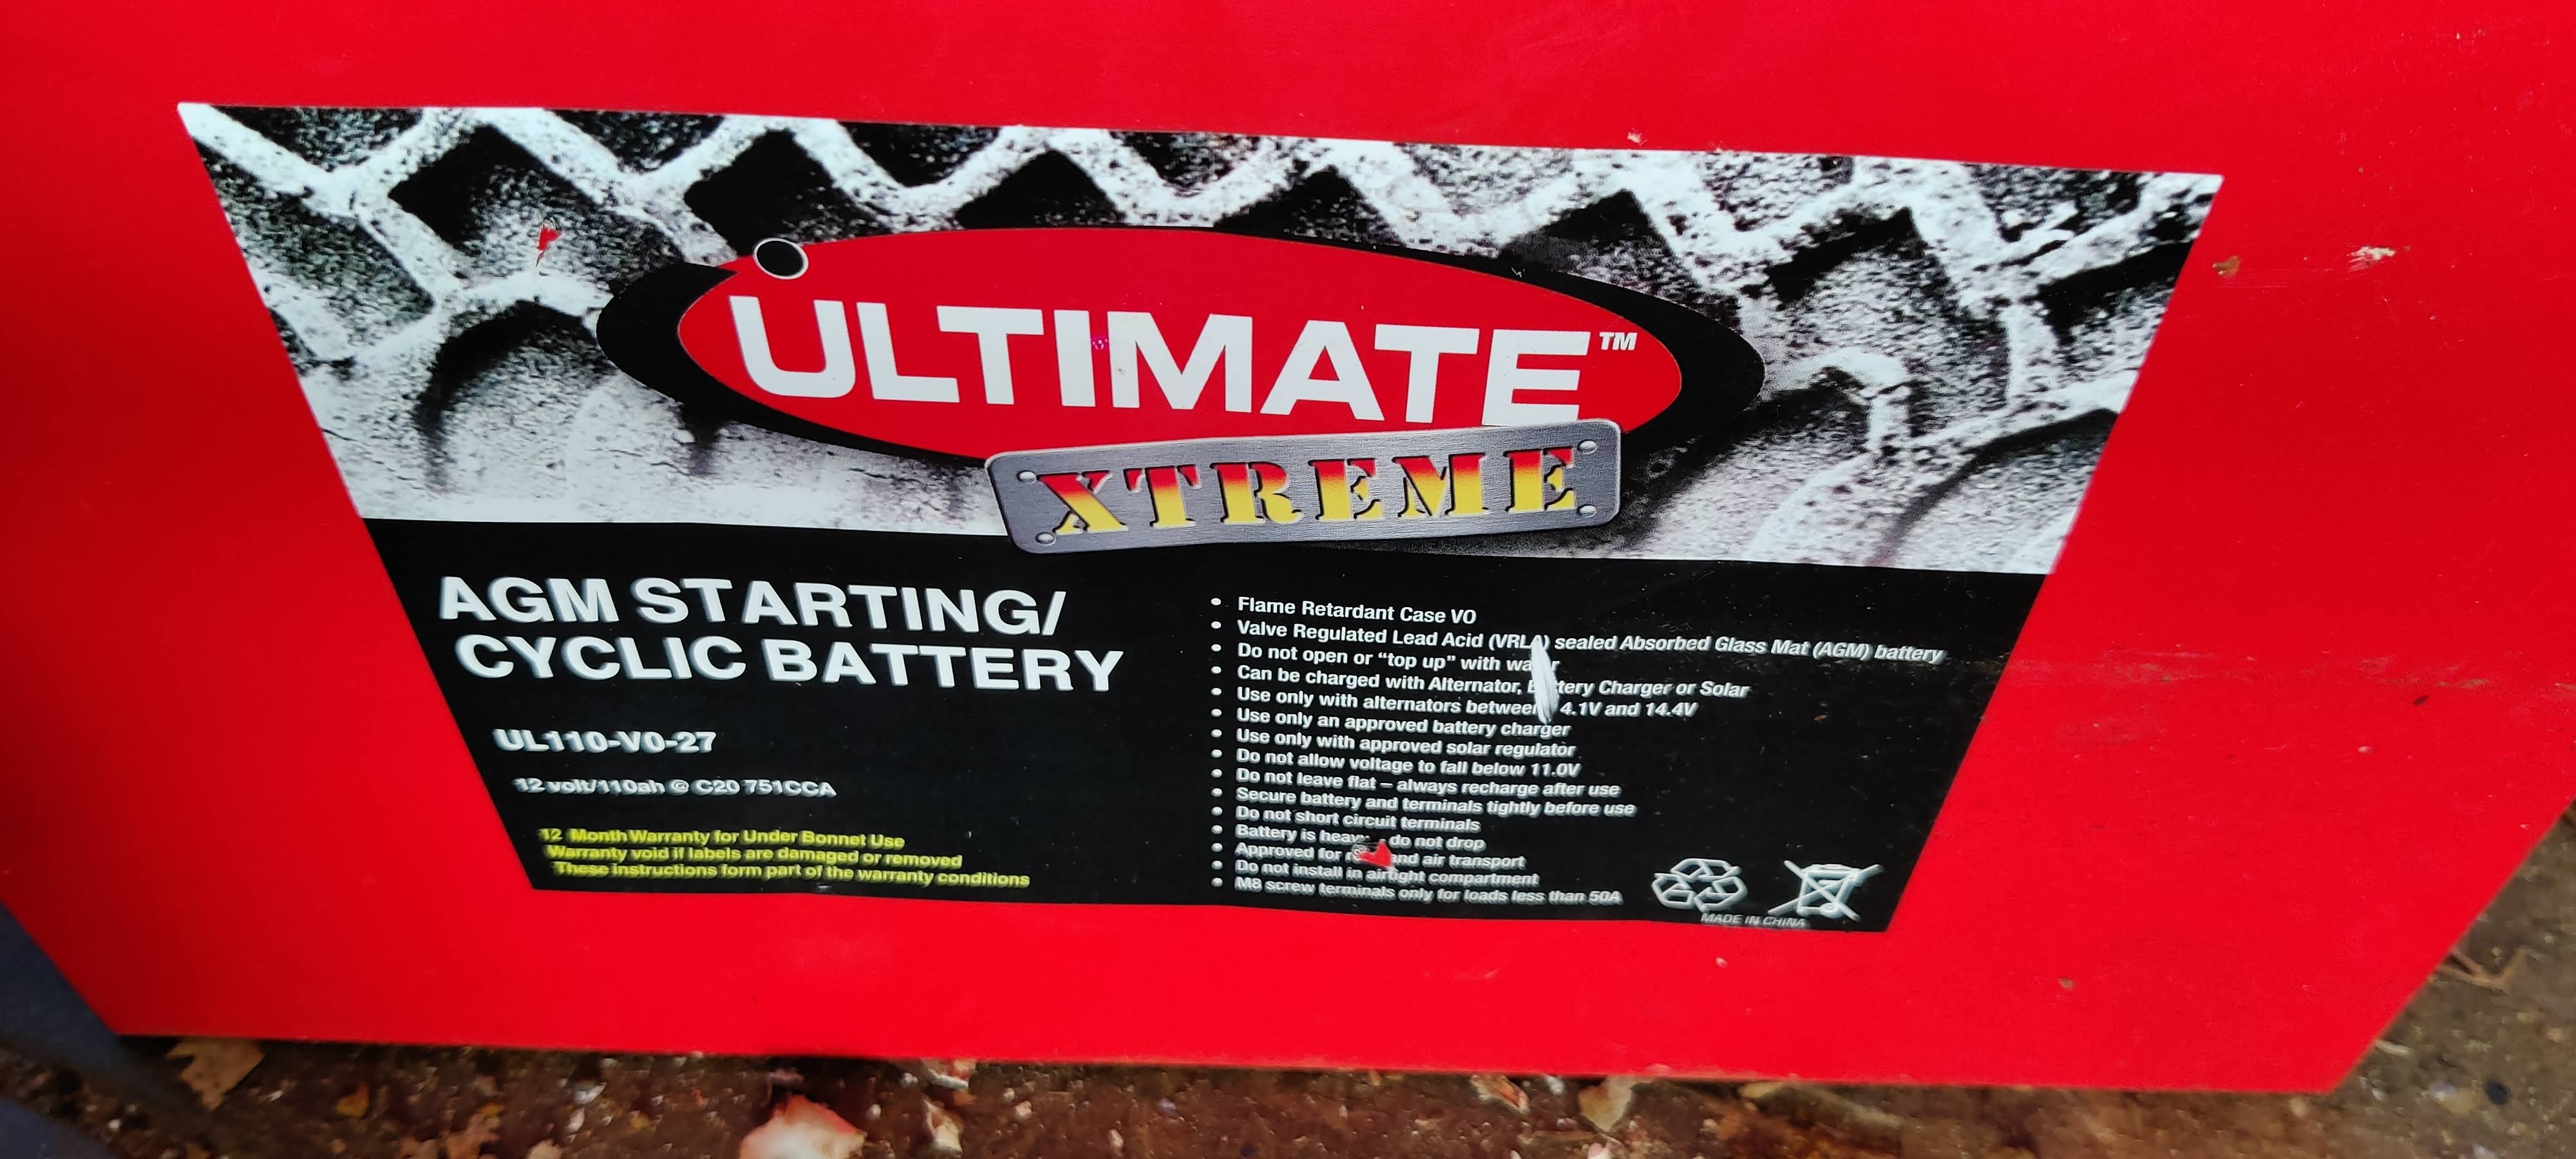 ULTIMATE™
XTREME
AGM STARTING/
CYCLIC BATTERY
UL110-V0-27
12 volt/110ah @ C20 751CCA
12 Month Warranty for Under Bonnet Use
Warranty void if labels are damaged or removed
These instructions form part of the warranty conditions
• Flame Retardant Case VO
• Valve Regulated Lead Acid (VRLA) sealed Absorbed Glass Mat (AGM) battery
• Do not open or “top up” with
• Can be charged with Alternator, Battery Charger or Solar
• Use only with alternators between 4.1V and 14.4V
• Use only an approved battery charger
• Use only with approved solar regulator
• Do not allow voltage to fall below 11.0V
• Do not leave flat – always recharge after use
• Secure battery and terminals tightly before use
• Do not short circuit terminals
• Battery is heavy - do not drop
• Approved for and air transport
• Do not install in airtight compartment
• M8 screw terminals only for loads less than 50A
MADE IN CHINA